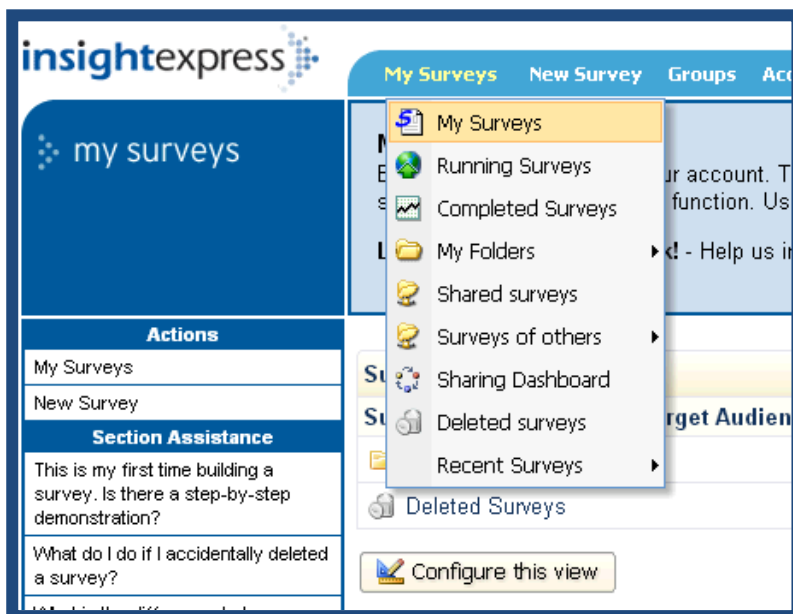 insightexpress
My Surveys New Survey Groups
my surveys
My Surveys
Running Surveys
Completed Surveys
My Folders
Shared surveys
Surveys of others
Sharing Dashboard
Deleted surveys
Recent Surveys
ur account. T
function. Us
k! - Help us i
Actions
My Surveys
New Survey
Section Assistance
This is my first time building a
survey. Is there a step-by-step
demonstration?
What do I do if I accidentally deleted
a survey?
Su
Su rget Audien
Deleted Surveys
Configure this view